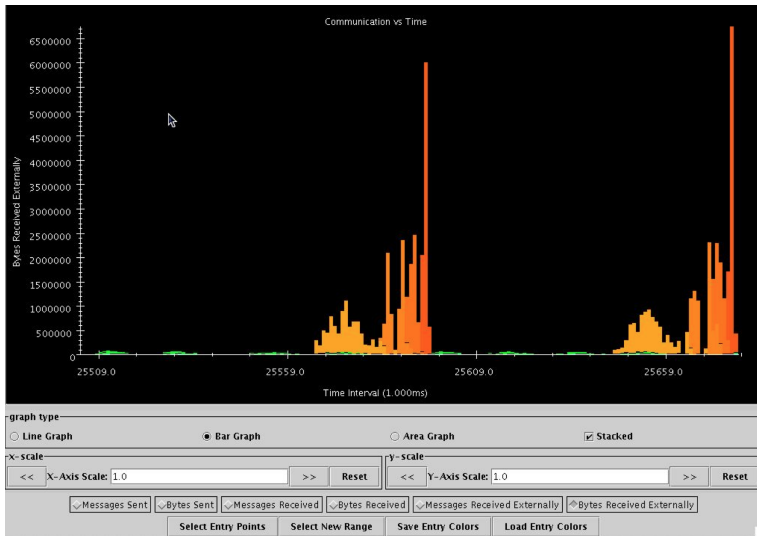 Communication vs Time
6500000
6000000
5500000
5000000
4500000
4000000
3500000
3000000
2500000
2000000
1500000
1000000
500000
0
Bytes Received Externally
25509.0 25559.0 25609.0 25659.0
Time Interval (1.000ms)
graph type
Line Graph Bar Graph Area Graph Stacked
x-scale y-scale
<< X-Axis Scale: 1.0 >> Reset << Y-Axis Scale: 1.0 >> Reset
Messages Sent Bytes Sent Messages Received Bytes Received Messages Received Externally Bytes Received Externally
Select Entry Points Select New Range Save Entry Colors Load Entry Colors